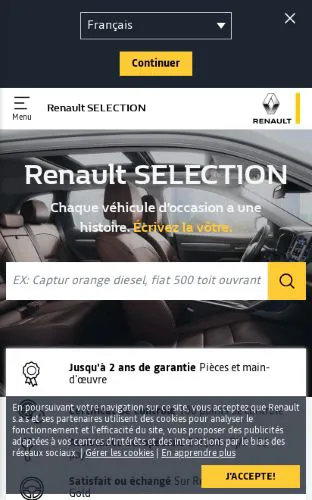 Français
Continuer
Menu
Renault SELECTION
RENAULT
Renault SELECTION
Chaque véhicule d'occasion a une
histoire. Écrivez la vôtre.
EX: Captur orange diesel, fiat 500 toit ouvrant
Jusqu'à 2 ans de garantie Pièces et main-
d'œuvre
En poursuivant votre navigation sur ce site, vous acceptez que Renault
s a s et ses partenaires utilisent des cookies pour analyser le
fonctionnement et l'efficacité du site, vous proposer des publicités
adaptées à vos centres d'intérêts et des interactions par le biais des
réseaux sociaux. | Gérer les cookies | En apprendre plus
J'ACCEPTE!
Satisfait ou échangé Sur Re
Gold